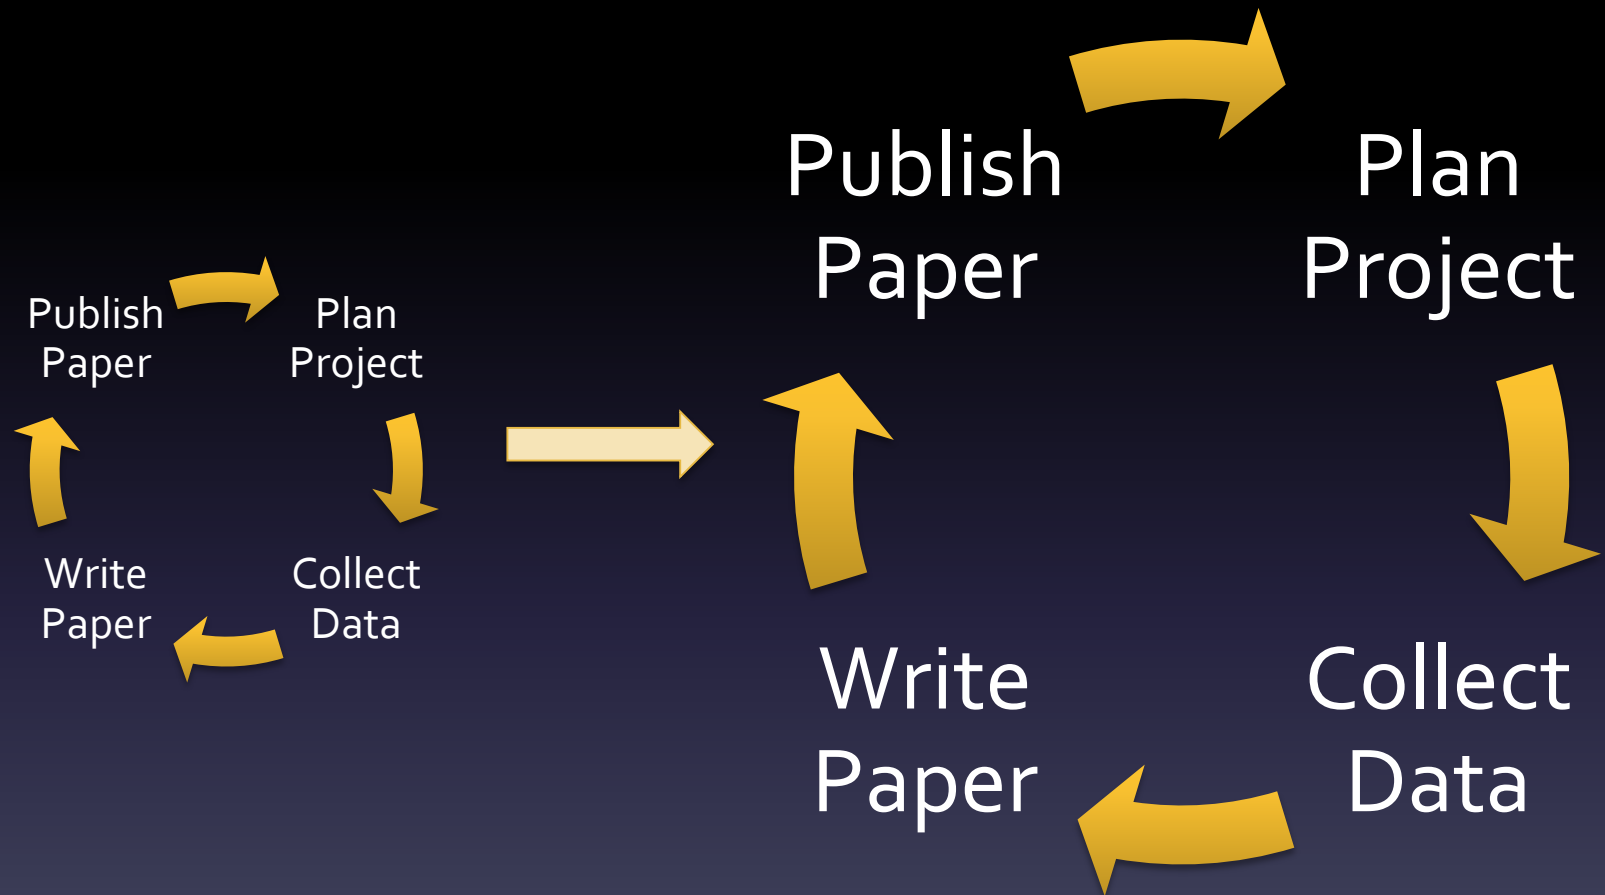 Publish
Paper
Plan
Project
Write
Paper
Collect
Data
Publish
Paper
Plan
Project
Write
Paper
Collect
Data